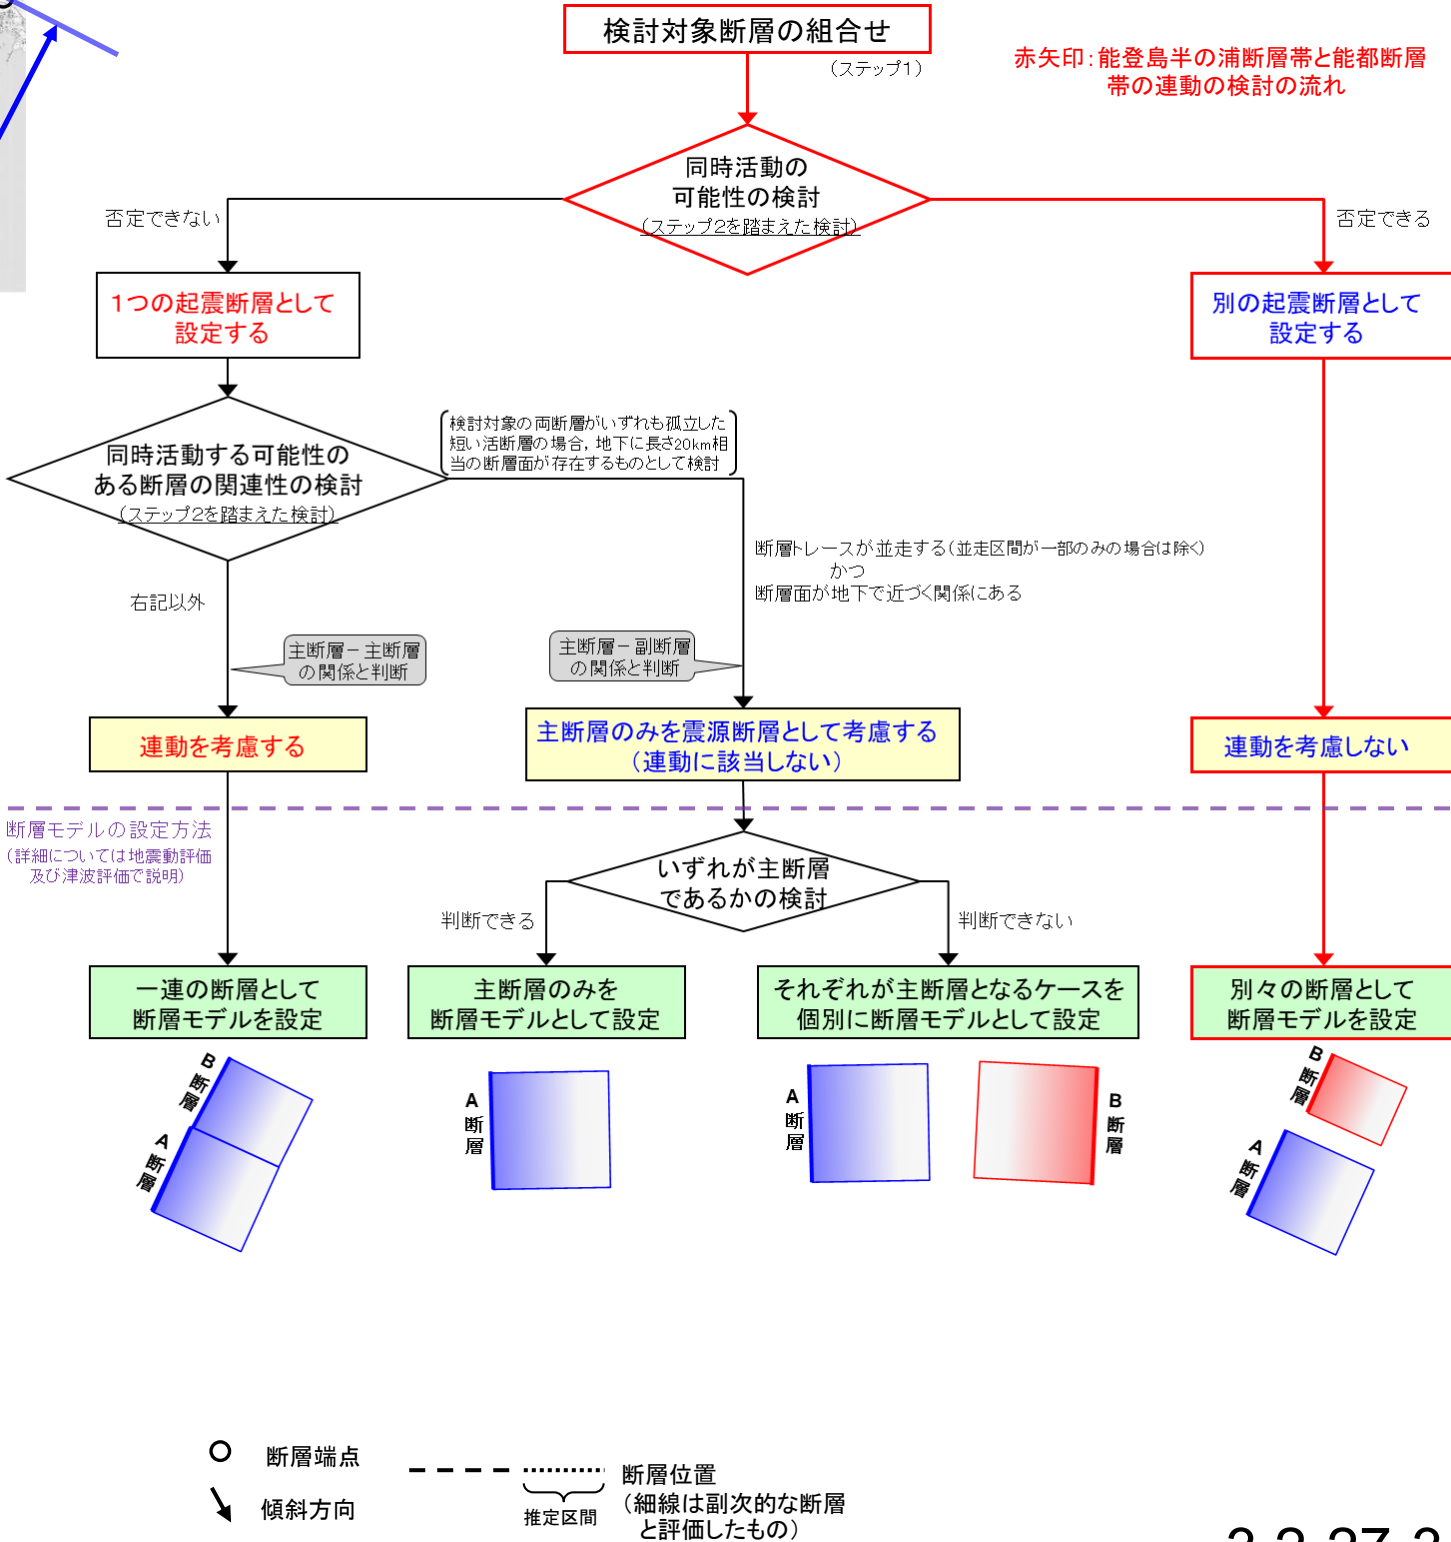 検討対象断層の組合せ
(ステップ1)
赤矢印:能登島半の浦断層帯と能都断層
帯の連動の検討の流れ
同時活動の
可能性の検討
(ステップ2を踏まえた検討)
否定できない
否定できる
1つの起震断層として
設定する
別の起震断層として
設定する
検討対象の両断層がいずれも孤立した
短い活断層の場合,地下に長さ20km相
当の断層面が存在するものとして検討
同時活動する可能性の
ある断層の関連性の検討
(ステップ2を踏まえた検討)
断層トレースが並走する(並走区間が一部のみの場合は除く)
かつ
断層面が地下で近づく関係にある
右記以外
主断層－主断層
の関係と判断
主断層－副断層
の関係と判断
連動を考慮する
主断層のみを震源断層として考慮する
(連動に該当しない)
連動を考慮しない
断層モデルの設定方法
(詳細については地震動評価
及び津波評価で説明)
いずれが主断層
であるかの検討
判断できる
判断できない
一連の断層として
断層モデルを設定
主断層のみを
断層モデルとして設定
それぞれが主断層となるケースを
個別に断層モデルとして設定
別々の断層として
断層モデルを設定
B断層
A断層
A断層
A断層
B断層
B断層
A断層
断層端点
傾斜方向
推定区間
断層位置
(細線は副次的な断層
と評価したもの)